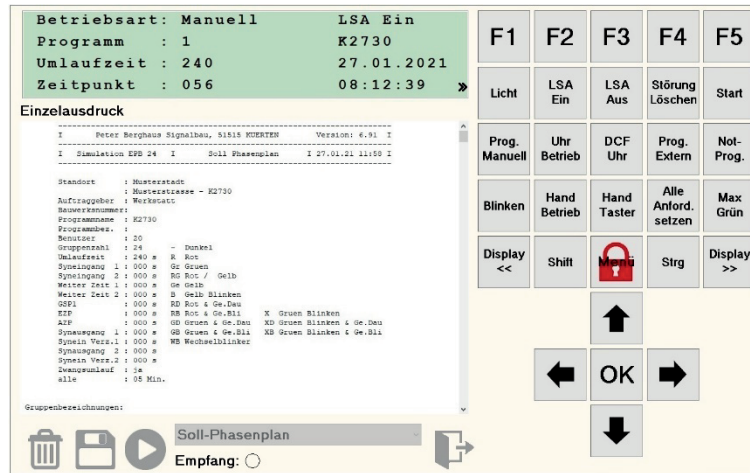 Betriebsart: Manuell LSA Ein
Programm : 1 K2730
Umlaufzeit : 240 27.01.2021
Zeitpunkt : 056 08:12:39 »
Einzelausdruck
I Peter Berghaus Signalbau, 51515 KUERTEN Version: 6.91 I
I Simulation EPB 24 I Soll Phasenplan I 27.01.21 11:58 I
Standort : Musterstadt
: Musterstrasse - K2730
Auftraggeber : Werkstatt
Bauwerksnummer:
Programmname : K2730
Programmbez. :
Benutzer : 20
Gruppenzahl : 24 - Dunkel
Umlaufzeit : 240 s R Rot
Syneingang 1 : 000 s Gr Gruen
Syneingang 2 : 000 s RG Rot / Gelb
Weiter Zeit 1 : 000 s Ge Gelb
Weiter Zeit 2 : 000 s B Gelb Blinken
GSP1 : 000 s RD Rot & Ge.Dau
EZP : 000 s RB Rot & Ge.Bli X Gruen Blinken
AZP : 000 s GD Gruen & Ge.Dau XD Gruen Blinken & Ge.Dau
Synausgang 1 : 000 s GB Gruen & Ge.Bli XB Gruen Blinken & Ge.Bli
Synein Verz.1 : 000 s WB Wechselblinker
Synausgang 2 : 000 s
Synein Verz.2 : 000 s
Zwangsumlauf : ja
alle : 05 Min.
Gruppenbezeichnungen:
Soll-Phasenplan
Empfang:
F1 F2 F3 F4 F5
Licht LSA Ein LSA Aus Störung Löschen Start
Prog. Manuell Uhr Betrieb DCF Uhr Prog. Extern Not-Prog.
Blinken Hand Betrieb Hand Taster Alle Anford. setzen Max Grün
Display << Shift Menü Strg Display >>
OK